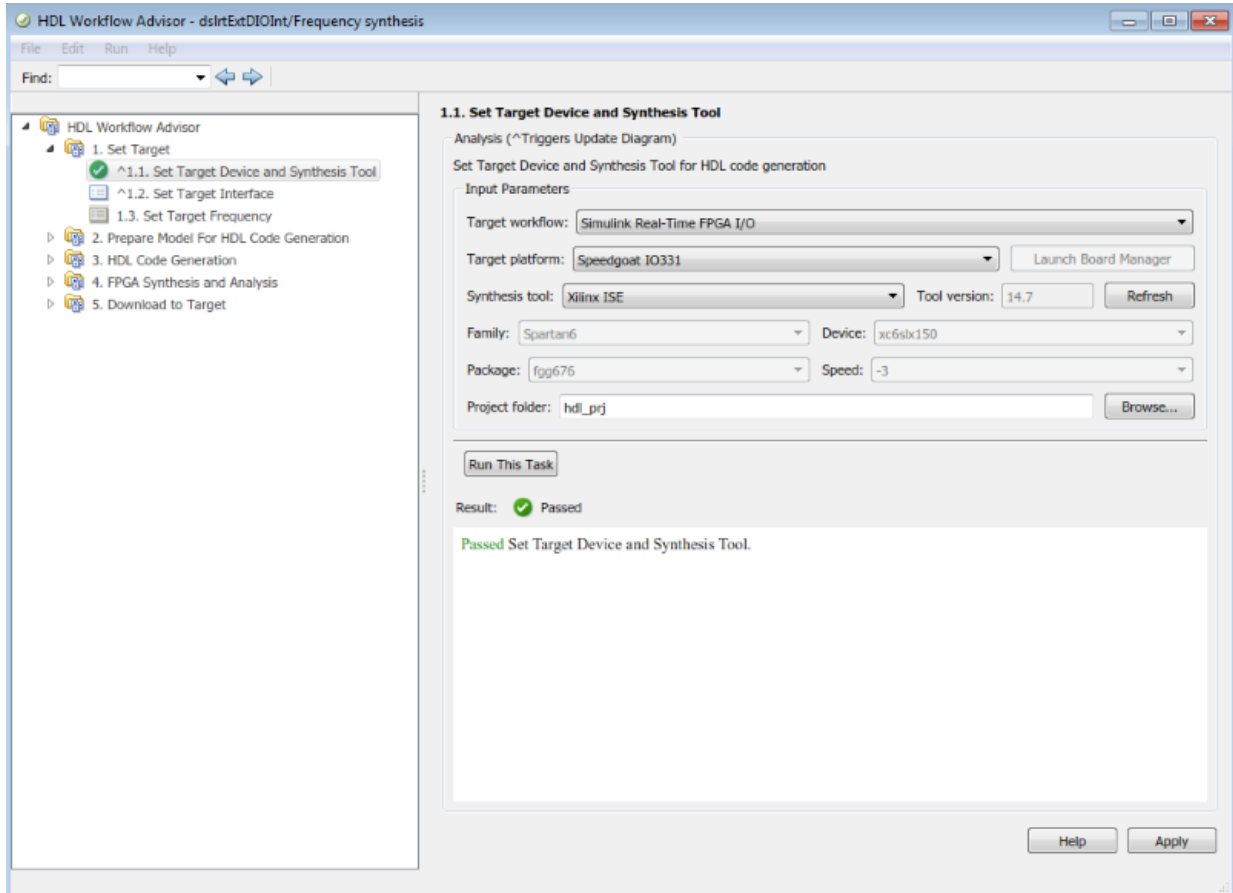 HDL Workflow Advisor - dslrtExtDIOInt/Frequency synthesis
File Edit Run Help
Find:
HDL Workflow Advisor
1. Set Target
^1.1. Set Target Device and Synthesis Tool
^1.2. Set Target Interface
1.3. Set Target Frequency
2. Prepare Model For HDL Code Generation
3. HDL Code Generation
4. FPGA Synthesis and Analysis
5. Download to Target
1.1. Set Target Device and Synthesis Tool
Analysis (^Triggers Update Diagram)
Set Target Device and Synthesis Tool for HDL code generation
Input Parameters
Target workflow: Simulink Real-Time FPGA I/O
Target platform: Speedgoat IO331 Launch Board Manager
Synthesis tool: Xilinx ISE Tool version: 14.7 Refresh
Family: Spartan6 Device: xc6slx150
Package: fgg676 Speed: -3
Project folder: hdl_prj Browse...
Run This Task
Result: Passed
Passed Set Target Device and Synthesis Tool.
Help Apply